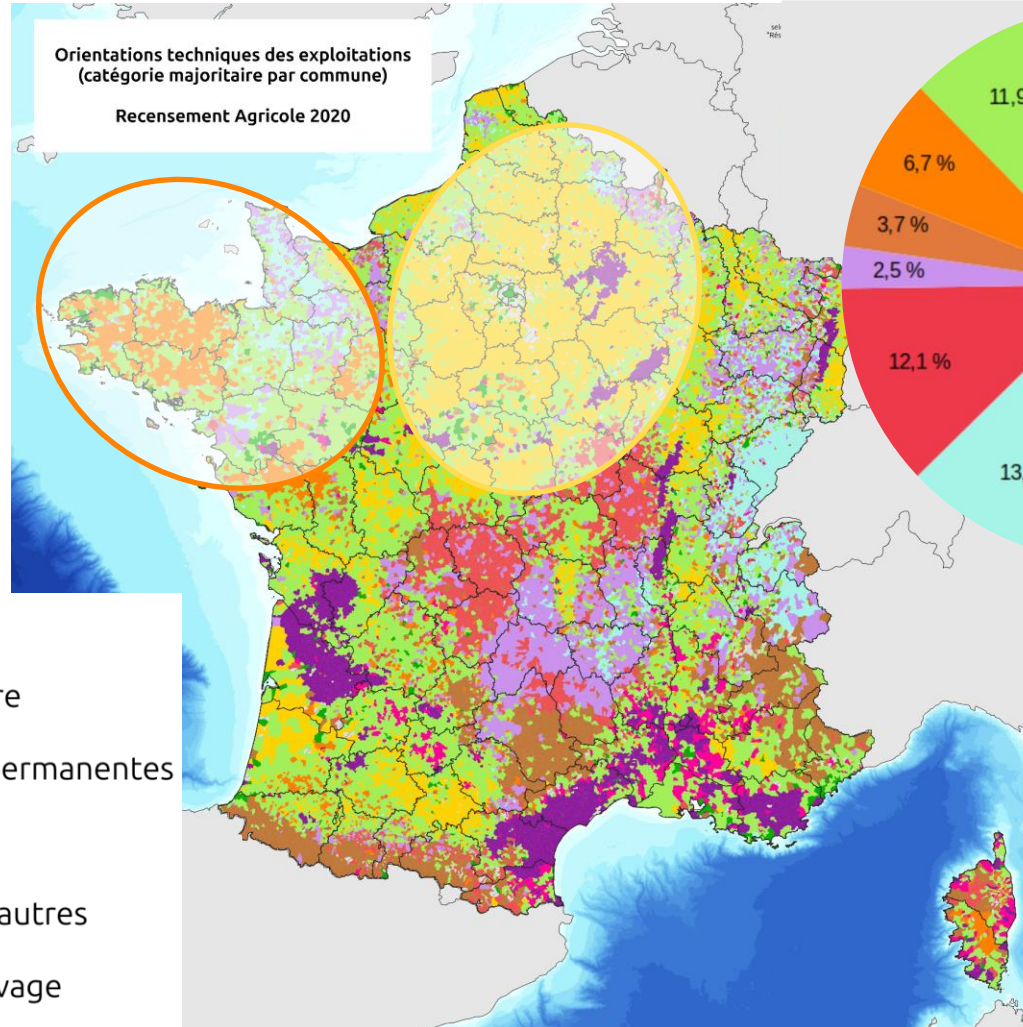 Orientations techniques des exploitations
(catégorie majoritaire par commune)
Recensement Agricole 2020
6,7 %
3,7 %
2,5 %
12,1 %
11,9
13,
re
ermanentes
autres
vage